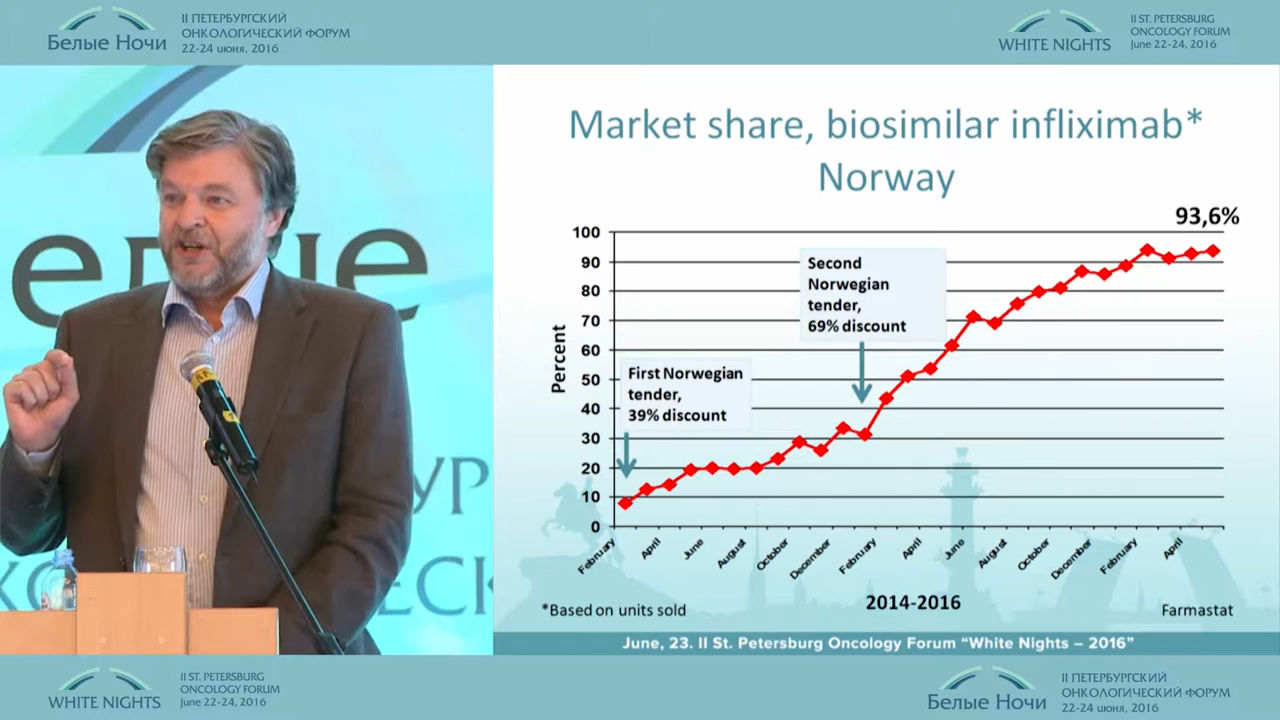 II ПЕТЕРБУРГСКИЙ
ОНКОЛОГИЧЕСКИЙ ФОРУМ
Белые Ночи
22-24 июня, 2016
II ST. PETERSBURG
ONCOLOGY FORUM
WHITE NIGHTS
June 22-24, 2016
Market share, biosimilar infliximab*
Norway
93,6%
100
90
80
70
60
50
40
30
20
10
0
Percent
Second
Norwegian
tender,
69% discount
First Norwegian
tender,
39% discount
February
April
June
August
October
December
February
April
June
August
October
December
February
April
2014-2016
*Based on units sold
Farmastat
June, 23. II St. Petersburg Oncology Forum “White Nights – 2016”
II ST. PETERSBURG
ONCOLOGY FORUM
WHITE NIGHTS
June 22-24, 2016
II ПЕТЕРБУРГСКИЙ
ОНКОЛОГИЧЕСКИЙ ФОРУМ
Белые Ночи
22-24 июня, 2016